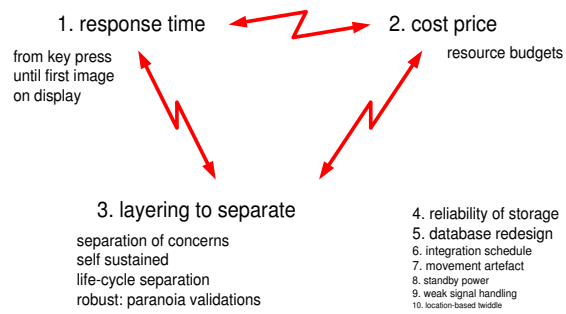 1. response time
from key press
until first image
on display
2. cost price
resource budgets
3. layering to separate
separation of concerns
self sustained
life-cycle separation
robust: paranoia validations
4. reliability of storage
5. database redesign
6. integration schedule
7. movement artefact
8. standby power
9. weak signal handling
10. location-based twiddle